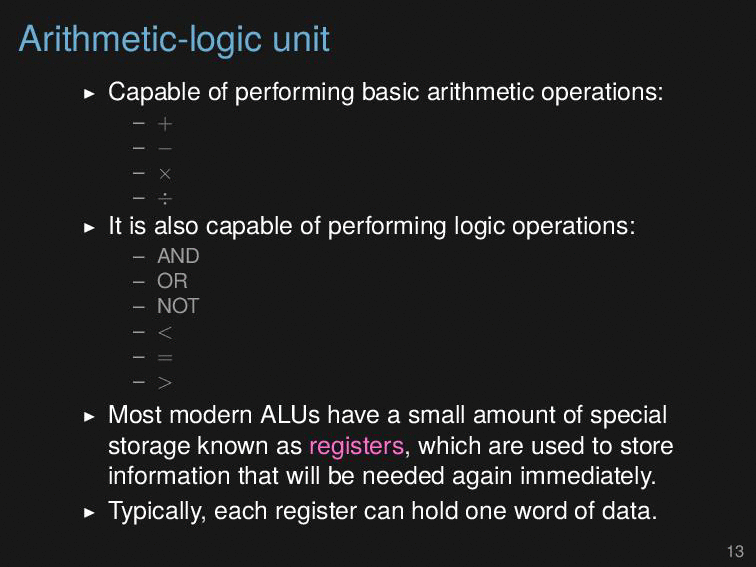 Arithmetic-logic unit
▶ Capable of performing basic arithmetic operations:
– +
– −
– ×
– ÷
▶ It is also capable of performing logic operations:
– AND
– OR
– NOT
– <
– =
– >
▶ Most modern ALUs have a small amount of special
storage known as registers, which are used to store
information that will be needed again immediately.
▶ Typically, each register can hold one word of data.
13